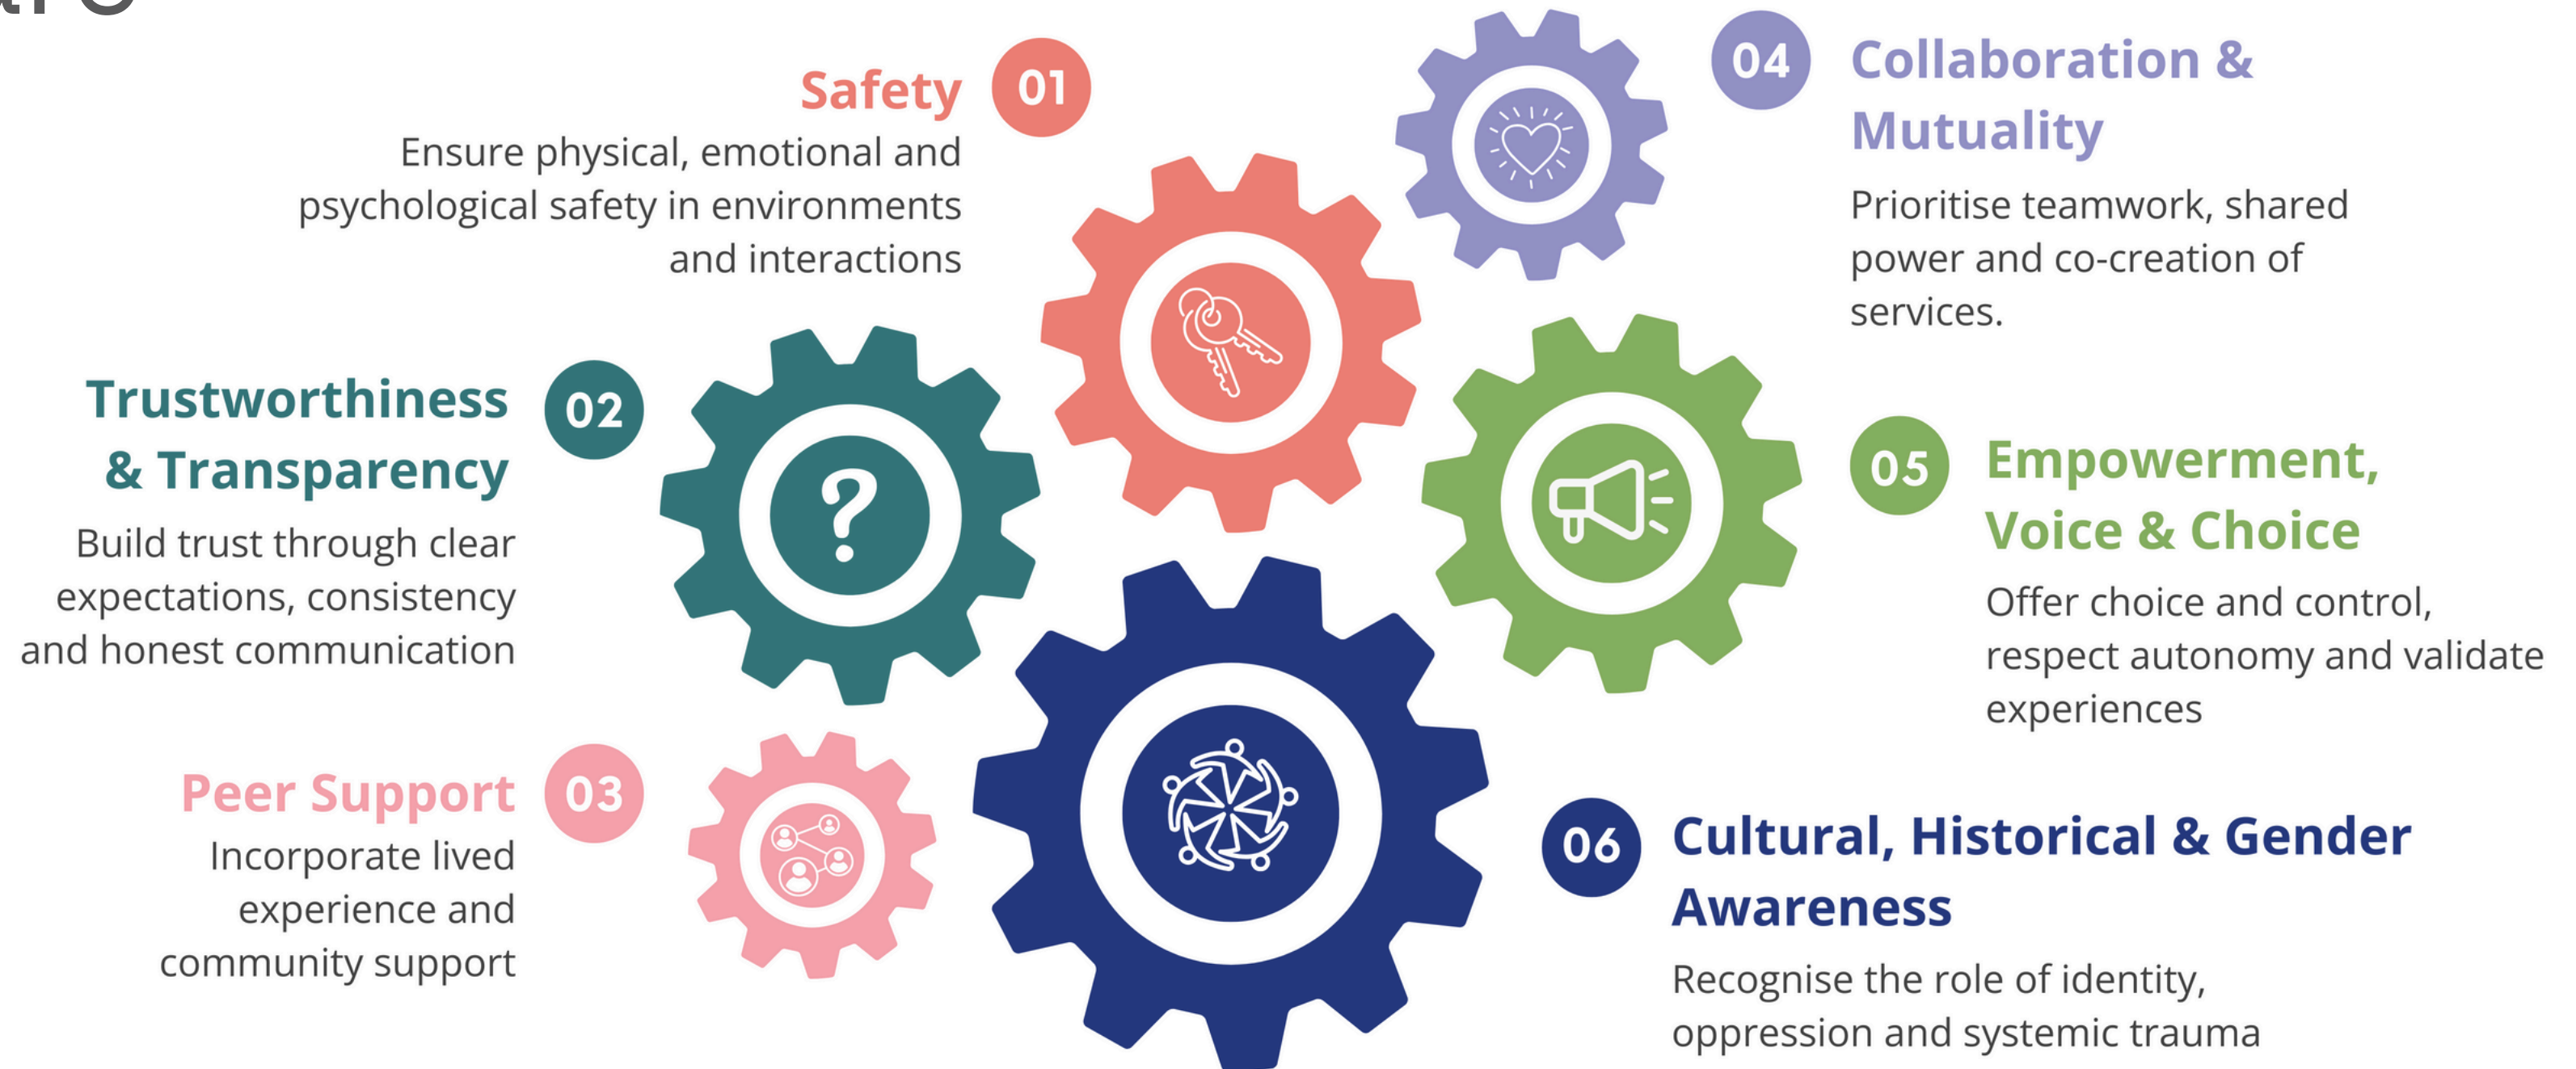 Safety
01
Ensure physical, emotional and
psychological safety in environments
and interactions
Trustworthiness
& Transparency
02
Build trust through clear
expectations, consistency
and honest communication
Peer Support
03
Incorporate lived
experience and
community support
04
Collaboration &
Mutuality
Prioritise teamwork, shared
power and co-creation of
services.
05
Empowerment,
Voice & Choice
Offer choice and control,
respect autonomy and validate
experiences
06
Cultural, Historical & Gender
Awareness
Recognise the role of identity,
oppression and systemic trauma
?